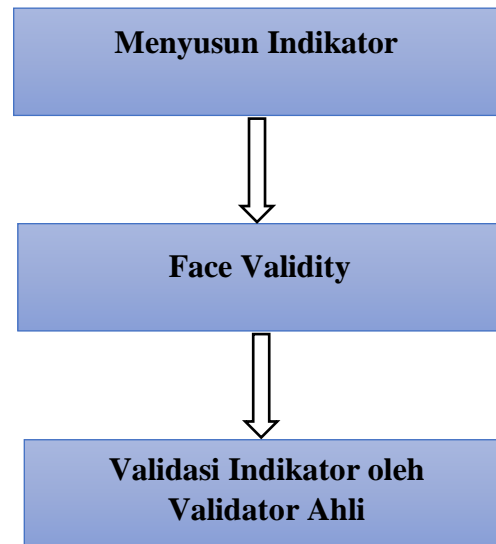 Menyusun Indikator
Face Validity
Validasi Indikator oleh
Validator Ahli